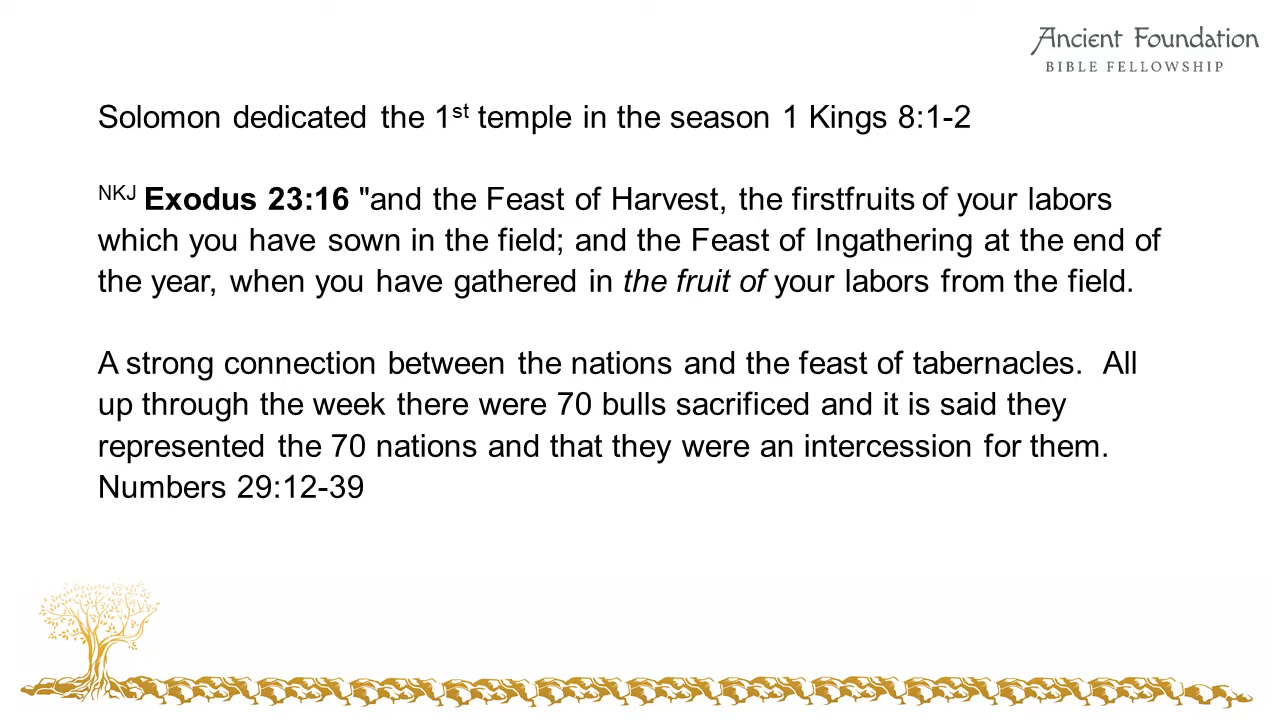 Ancient Foundation
BIBLE FELLOWSHIP
Solomon dedicated the 1st temple in the season 1 Kings 8:1-2
NKJ Exodus 23:16 "and the Feast of Harvest, the firstfruits of your labors
which you have sown in the field; and the Feast of Ingathering at the end of
the year, when you have gathered in the fruit of your labors from the field.
A strong connection between the nations and the feast of tabernacles.  All
up through the week there were 70 bulls sacrificed and it is said they
represented the 70 nations and that they were an intercession for them.
Numbers 29:12-39